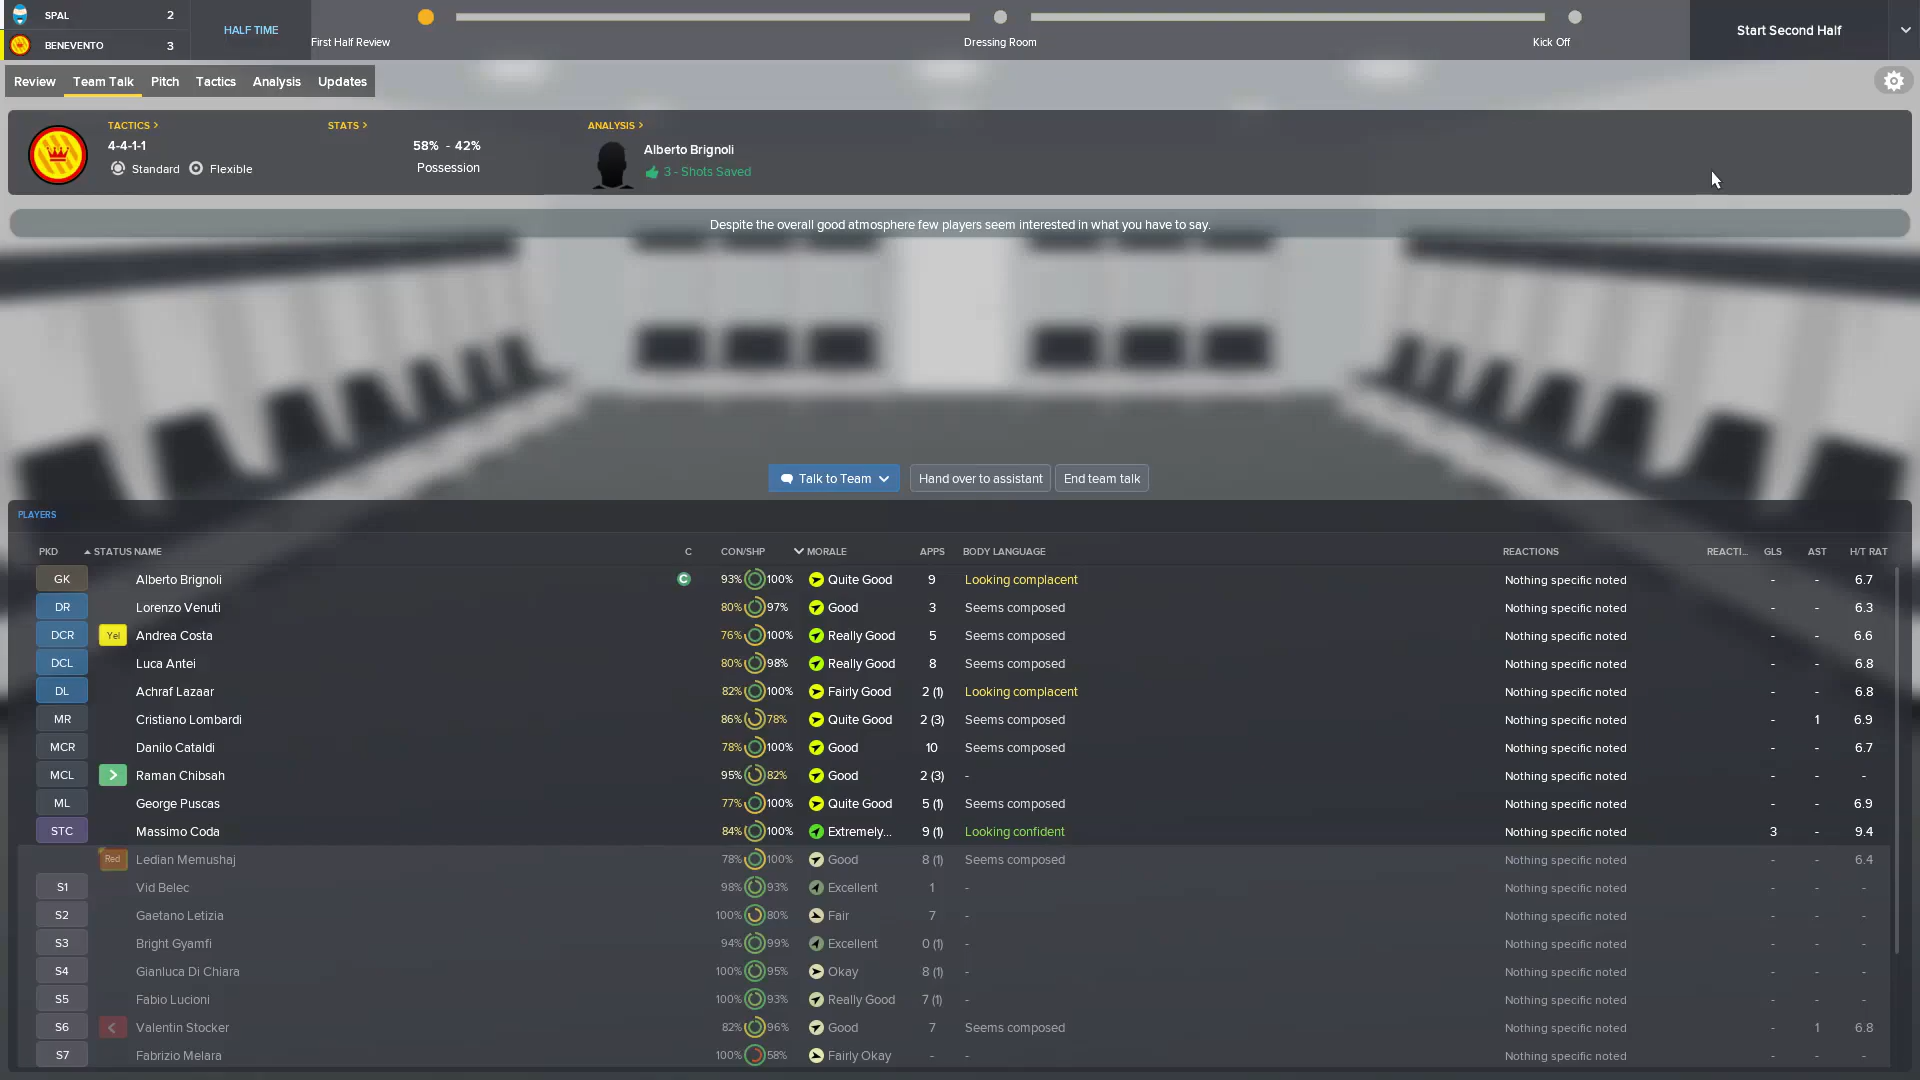 SPAL 2
BENEVENTO 3
HALF TIME
First Half Review
Dressing Room
Kick Off
Start Second Half
Review Team Talk Pitch Tactics Analysis Updates
TACTICS >
4-4-1-1
Standard Flexible
STATS >
58% - 42%
Possession
ANALYSIS >
Alberto Brignoli
3 - Shots Saved
Despite the overall good atmosphere few players seem interested in what you have to say.
Talk to Team Hand over to assistant End team talk
PLAYERS
PKD STATUS NAME C CON/SHP MORALE APPS BODY LANGUAGE REACTIONS REACTI... GLS AST H/T RAT
GK Alberto Brignoli C 93% 100% Quite Good 9 Looking complacent Nothing specific noted - - 6.7
DR Lorenzo Venuti 80% 97% Good 3 Seems composed Nothing specific noted - - 6.3
DCR Yel Andrea Costa 76% 100% Really Good 5 Seems composed Nothing specific noted - - 6.6
DCL Luca Antei 80% 98% Really Good 8 Seems composed Nothing specific noted - - 6.8
DL Achraf Lazaar 82% 100% Fairly Good 2 (1) Looking complacent Nothing specific noted - - 6.8
MR Cristiano Lombardi 86% 78% Quite Good 2 (3) Seems composed Nothing specific noted - 1 6.9
MCR Danilo Cataldi 78% 100% Good 10 Seems composed Nothing specific noted - - 6.7
MCL Raman Chibsah 95% 82% Good 2 (3) - Nothing specific noted - - -
ML George Puscas 77% 100% Quite Good 5 (1) Seems composed Nothing specific noted - - 6.9
STC Massimo Coda 84% 100% Extremely... 9 (1) Looking confident Nothing specific noted 3 - 9.4
Red Ledian Memushaj 78% 100% Good 8 (1) Seems composed Nothing specific noted - - 6.4
S1 Vid Belec 98% 93% Excellent 1 - Nothing specific noted - - -
S2 Gaetano Letizia 100% 80% Fair 7 - Nothing specific noted - - -
S3 Bright Gyamfi 94% 99% Excellent 0 (1) - Nothing specific noted - - -
S4 Gianluca Di Chiara 100% 95% Okay 8 (1) - Nothing specific noted - - -
S5 Fabio Lucioni 100% 93% Really Good 7 (1) - Nothing specific noted - - -
S6 Valentin Stocker 82% 96% Good 7 Seems composed Nothing specific noted - 1 6.8
S7 Fabrizio Melara 100% 58% Fairly Okay - - Nothing specific noted - - -